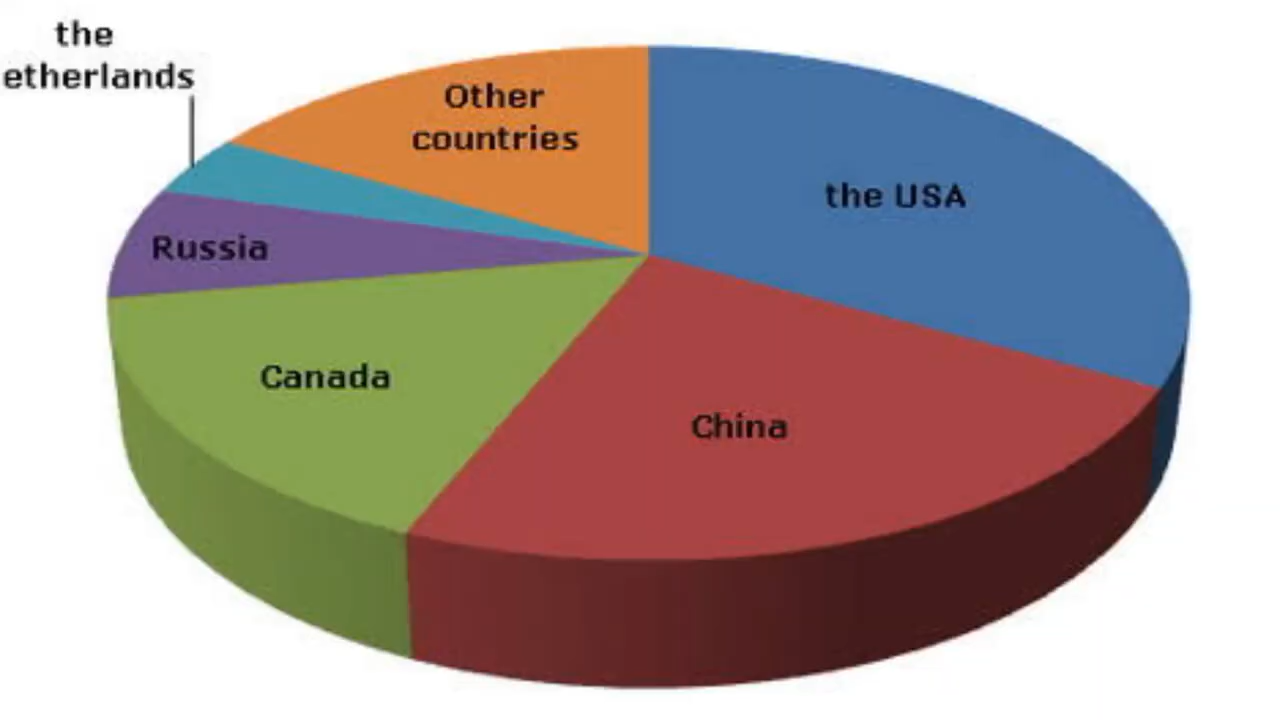 the
etherlands
Other
countries
the USA
Russia
Canada
China